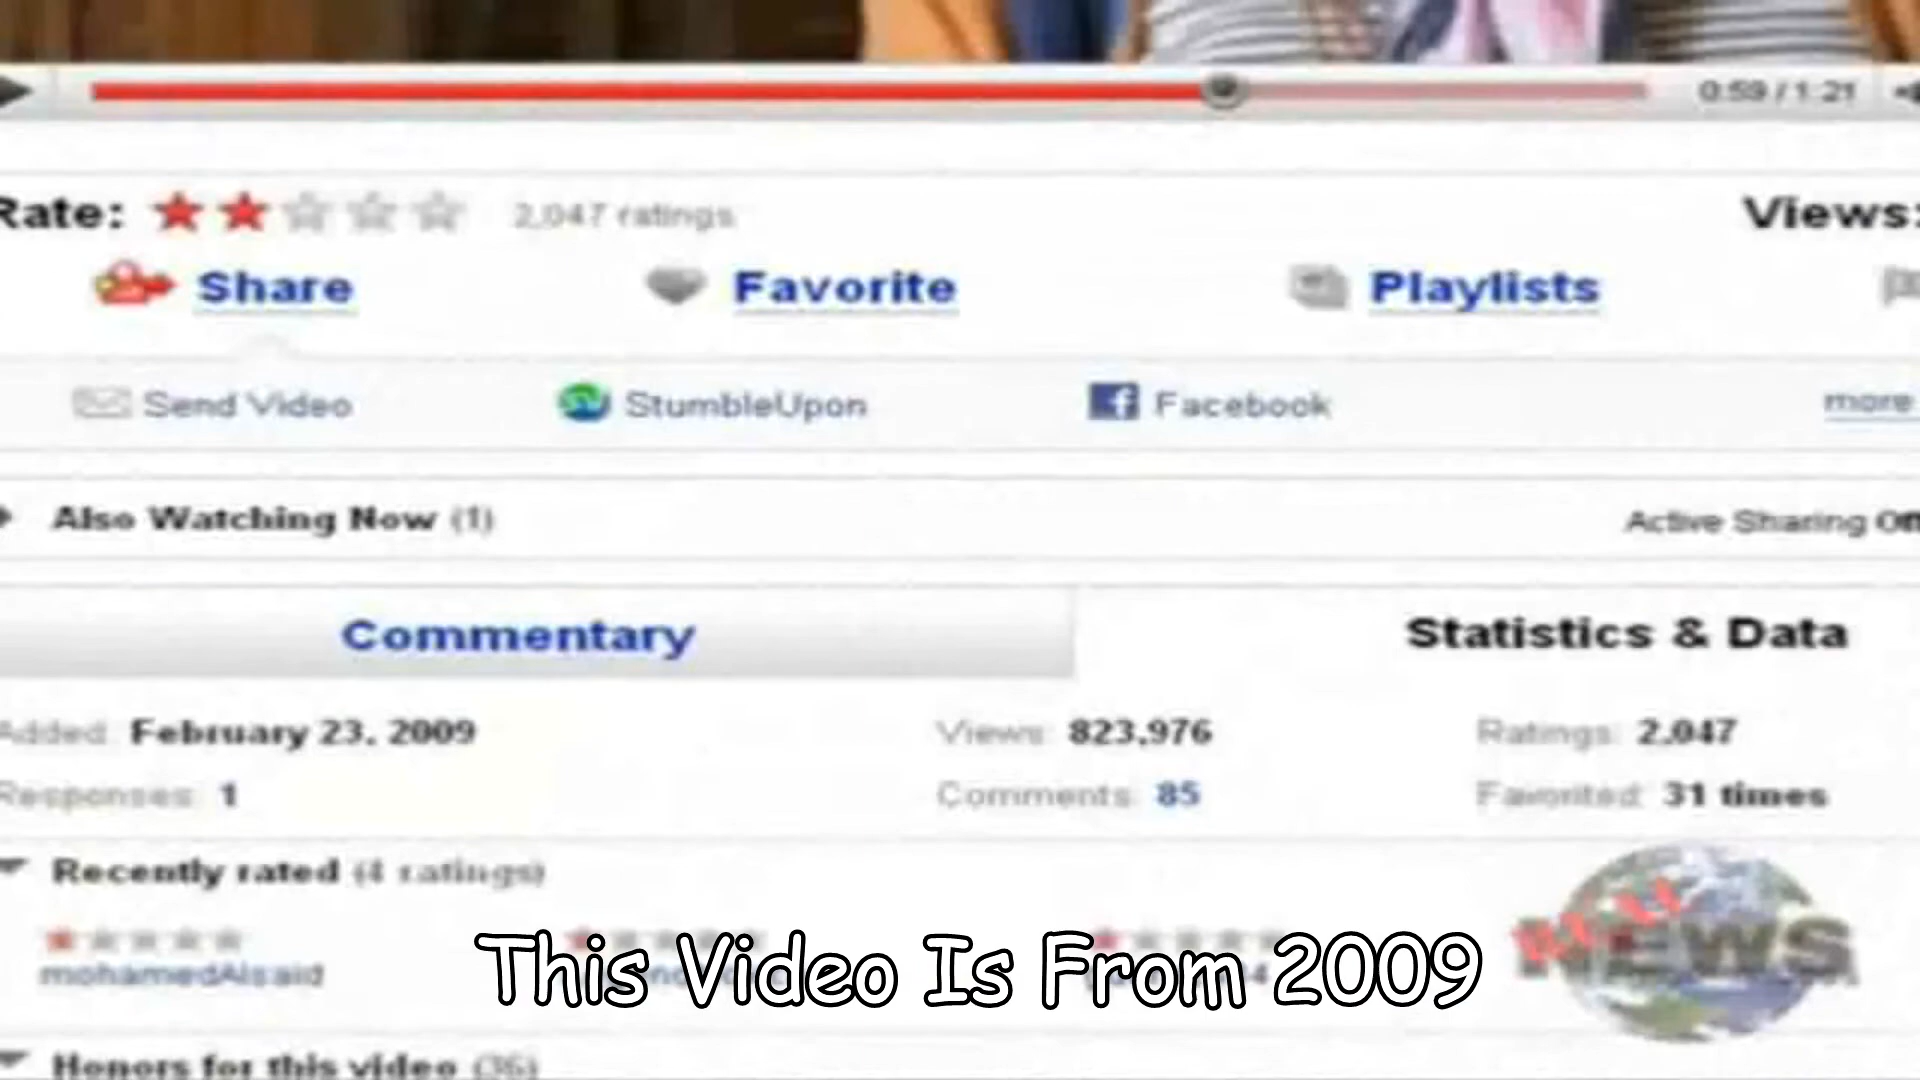 0:59 / 1:21
Rate: 2,047 ratings Views:
Share Favorite Playlists
Send Video StumbleUpon Facebook more
Also Watching Now (1) Active Sharing Off
Commentary Statistics & Data
Added: February 23, 2009 Views: 823,976 Ratings: 2,047
Responses: 1 Comments: 85 Favorited: 31 times
Recently rated (4 ratings)
mohamedAlsaid
This Video Is From 2009
NEWS
Honors for this video (36)